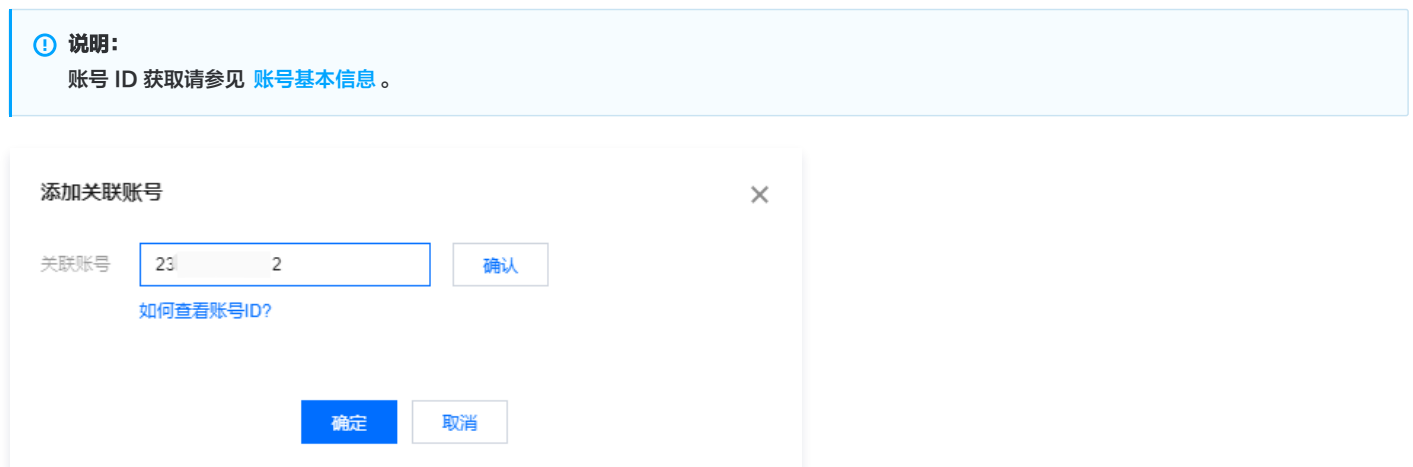 说明：
账号 ID 获取请参见 账号基本信息 。
添加关联账号
关联账号 23 2 确认
如何查看账号ID?
确定 取消